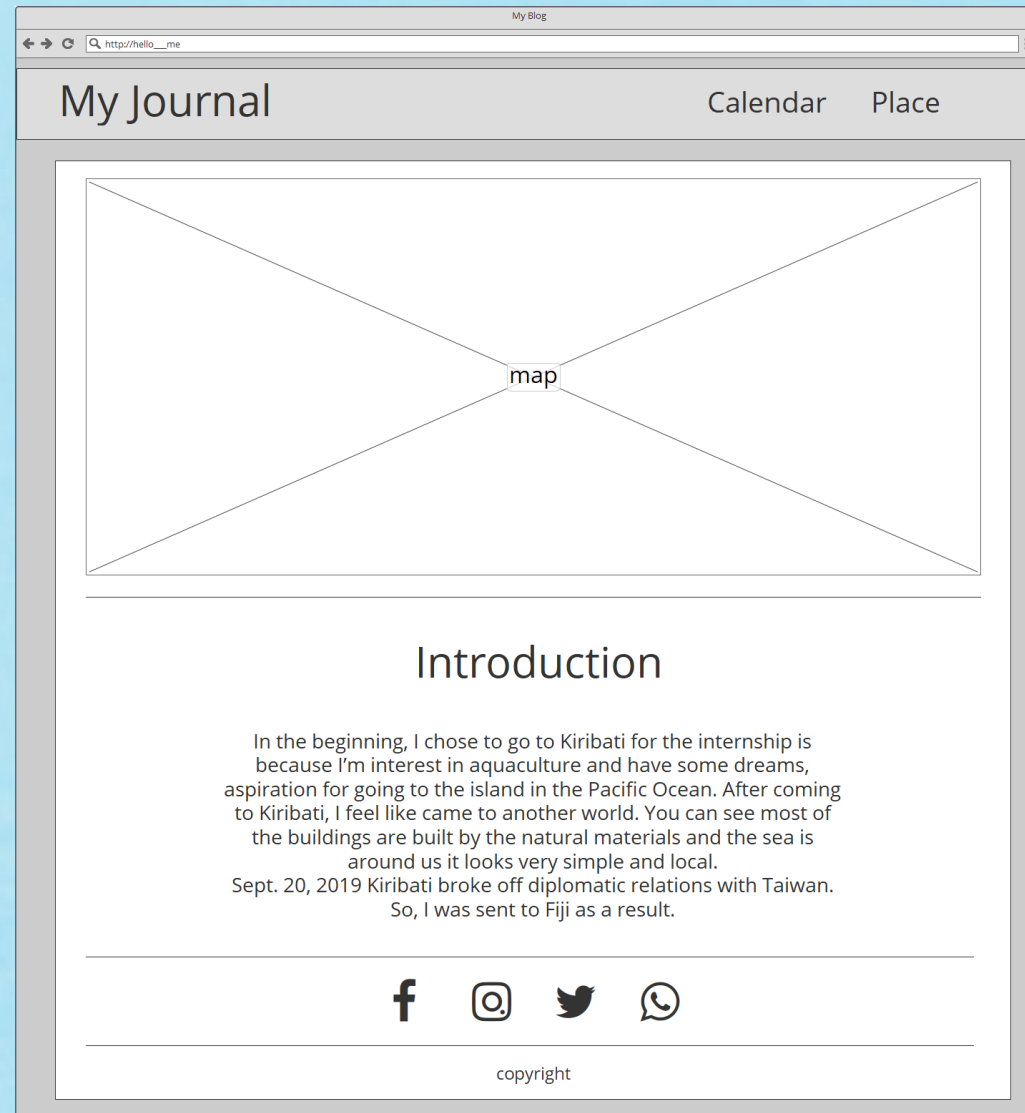 My Blog
http://hello___me
My Journal
Calendar
Place
map
Introduction
In the beginning, I chose to go to Kiribati for the internship is
because I’m interest in aquaculture and have some dreams,
aspiration for going to the island in the Pacific Ocean. After coming
to Kiribati, I feel like came to another world. You can see most of
the buildings are built by the natural materials and the sea is
around us it looks very simple and local.
Sept. 20, 2019 Kiribati broke off diplomatic relations with Taiwan.
So, I was sent to Fiji as a result.
copyright